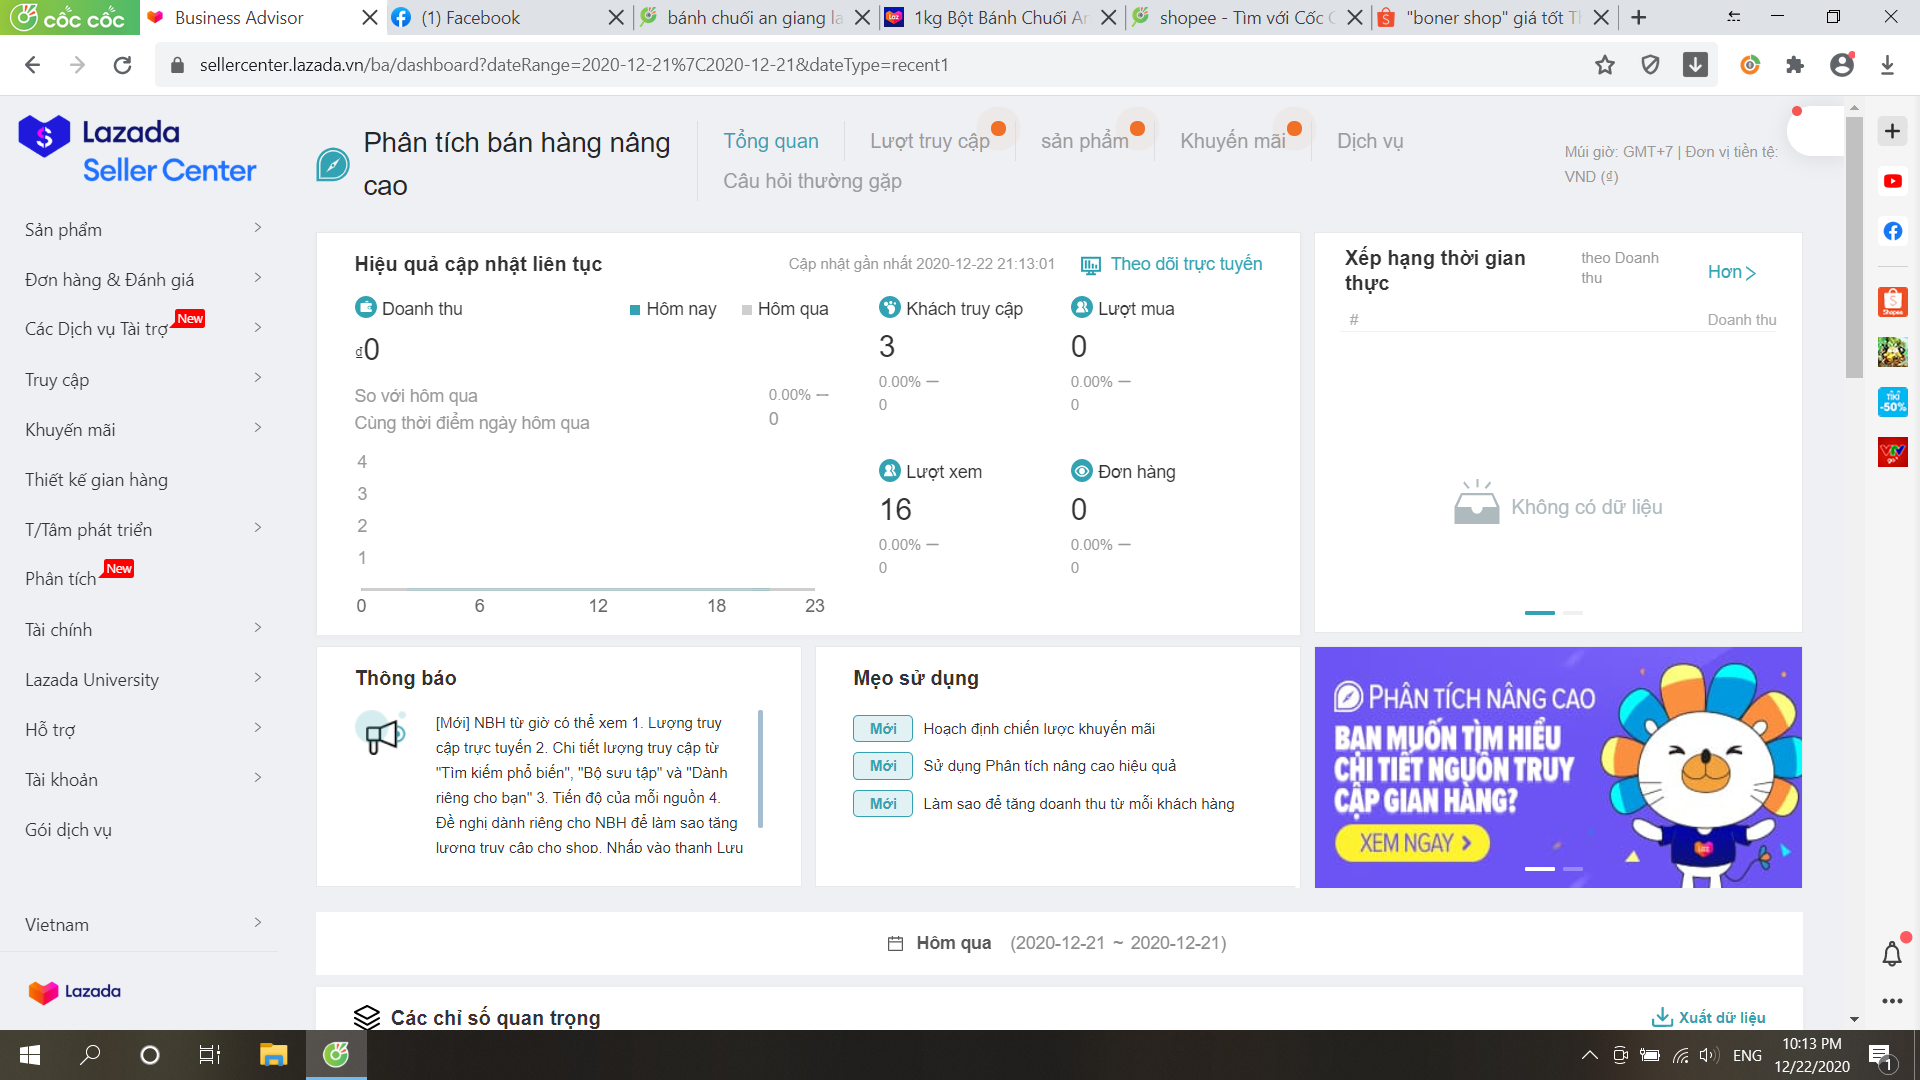 cốc cốc
Business Advisor
(1) Facebook
bánh chuối an giang la
1kg Bột Bánh Chuối Ar
shopee - Tìm với Cốc C
"boner shop" giá tốt T
sellercenter.lazada.vn/ba/dashboard?dateRange=2020-12-21%7C2020-12-21&dateType=recent1
Lazada
Seller Center
Sản phẩm
Đơn hàng & Đánh giá
Các Dịch vụ Tài trợ
New
Truy cập
Khuyến mãi
Thiết kế gian hàng
T/Tâm phát triển
Phân tích
New
Tài chính
Lazada University
Hỗ trợ
Tài khoản
Gói dịch vụ
Vietnam
Lazada
Phân tích bán hàng nâng
cao
Tổng quan
Lượt truy cập
sản phẩm
Khuyến mãi
Dịch vụ
Câu hỏi thường gặp
Múi giờ: GMT+7 | Đơn vị tiền tệ:
VND (₫)
Hiệu quả cập nhật liên tục
Cập nhật gần nhất 2020-12-22 21:13:01
Theo dõi trực tuyến
Doanh thu
Hôm nay
Hôm qua
₫0
So với hôm qua
0.00% —
Cùng thời điểm ngày hôm qua
0
4
3
2
1
0 6 12 18 23
Khách truy cập
3
0.00% —
0
Lượt mua
0
0.00% —
0
Lượt xem
16
0.00% —
0
Đơn hàng
0
0.00% —
0
Xếp hạng thời gian
thực
theo Doanh
thu
Hơn
#
Doanh thu
Không có dữ liệu
Thông báo
[Mới] NBH từ giờ có thể xem 1. Lượng truy
cập trực tuyến 2. Chi tiết lượng truy cập từ
"Tìm kiếm phổ biến", "Bộ sưu tập" và "Dành
riêng cho bạn" 3. Tiến độ của mỗi nguồn 4.
Đề nghị dành riêng cho NBH để làm sao tăng
lượng truy cập cho shop. Nhấp vào thanh Lưu
Mẹo sử dụng
Mới Hoạch định chiến lược khuyến mãi
Mới Sử dụng Phân tích nâng cao hiệu quả
Mới Làm sao để tăng doanh thu từ mỗi khách hàng
PHÂN TÍCH NÂNG CAO
BẠN MUỐN TÌM HIỂU
CHI TIẾT NGUỒN TRUY
CẬP GIAN HÀNG?
XEM NGAY
Hôm qua (2020-12-21 ~ 2020-12-21)
Các chỉ số quan trọng
Xuất dữ liệu
Shopee
TIKI
-50%
VTV
go
ENG
10:13 PM
12/22/2020
1